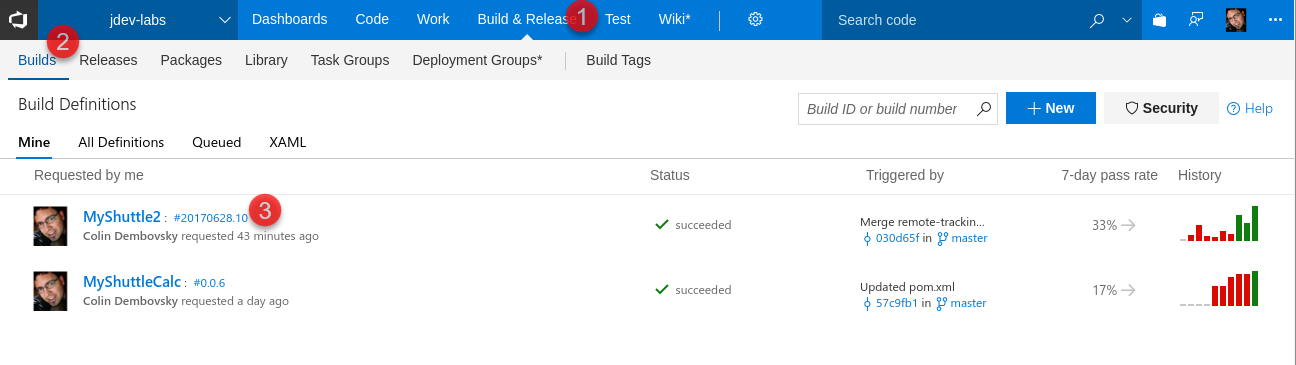 jdev-labs Dashboards Code Work Build & Release 1 Test Wiki* Search code
2
Builds Releases Packages Library Task Groups Deployment Groups* Build Tags
Build Definitions Build ID or build number New Security Help
Mine All Definitions Queued XAML
Requested by me Status Triggered by 7-day pass rate History
MyShuttle2 : #20170628.10 3 succeeded Merge remote-trackin... 33%
Colin Dembovsky requested 43 minutes ago 030d65f in master
MyShuttleCalc : #0.0.6 succeeded Updated pom.xml 17%
Colin Dembovsky requested a day ago 57c9fb1 in master